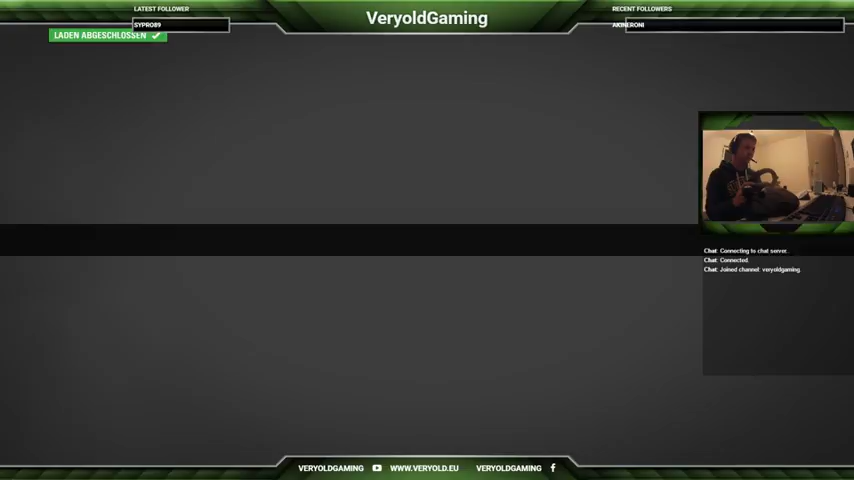 LATEST FOLLOWER
SYPRO89
LADEN ABGESCHLOSSEN
VeryoldGaming
RECENT FOLLOWERS
AKINERONI
Chat: Connecting to chat server.
Chat: Connected.
Chat: Joined channel: veryoldgaming.
VERYOLDGAMING
WWW.VERYOLD.EU
VERYOLDGAMING